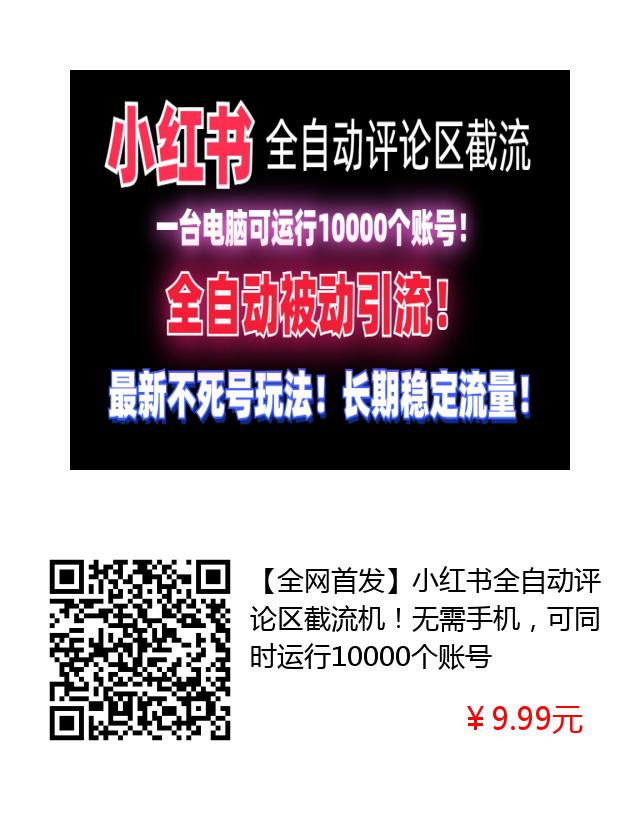 小红书 全自动评论区截流
一台电脑可运行10000个账号！
全自动被动引流！
最新不死号玩法！长期稳定流量！
【全网首发】小红书全自动评
论区截流机！无需手机，可同
时运行10000个账号
￥9.99元